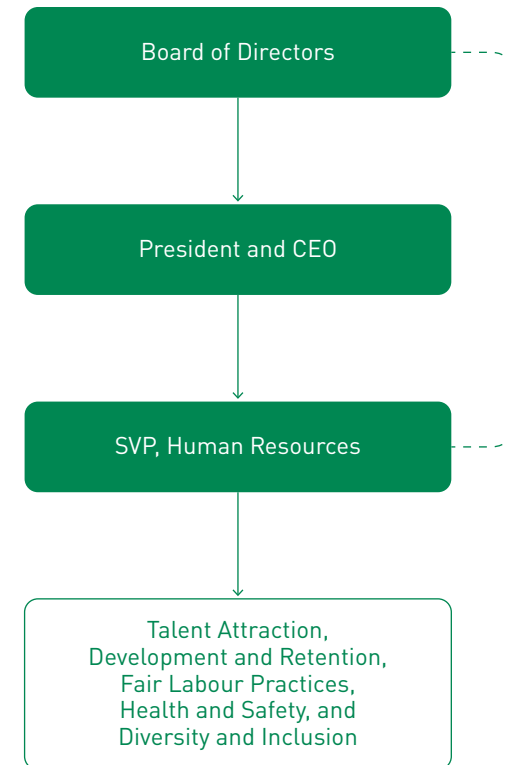 Board of Directors
President and CEO
SVP, Human Resources
Talent Attraction,
Development and Retention,
Fair Labour Practices,
Health and Safety, and
Diversity and Inclusion